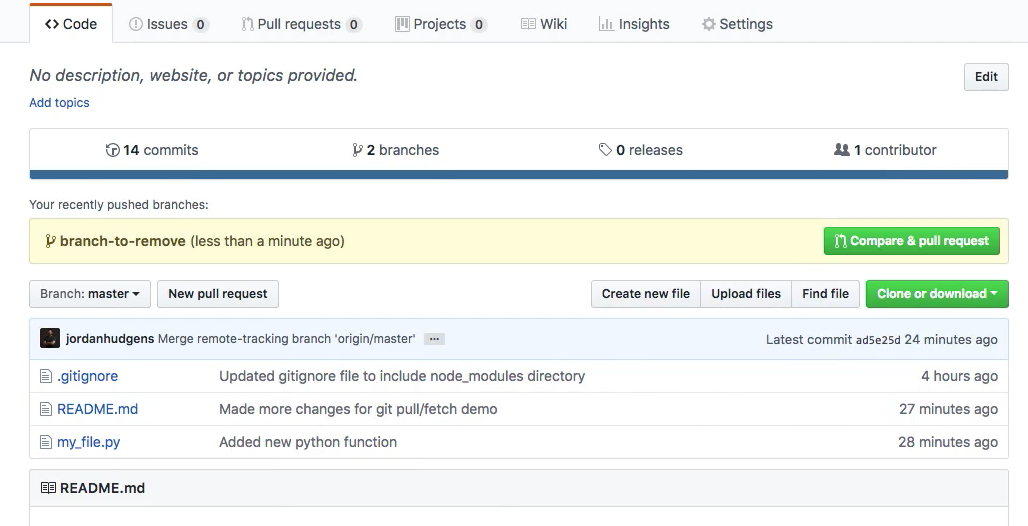 Code Issues 0 Pull requests 0 Projects 0 Wiki Insights Settings
No description, website, or topics provided. Edit
Add topics
14 commits 2 branches 0 releases 1 contributor
Your recently pushed branches:
branch-to-remove (less than a minute ago) Compare & pull request
Branch: master New pull request Create new file Upload files Find file Clone or download
jordanhudgens Merge remote-tracking branch 'origin/master' ... Latest commit ad5e25d 24 minutes ago
.gitignore Updated gitignore file to include node_modules directory 4 hours ago
README.md Made more changes for git pull/fetch demo 27 minutes ago
my_file.py Added new python function 28 minutes ago
README.md